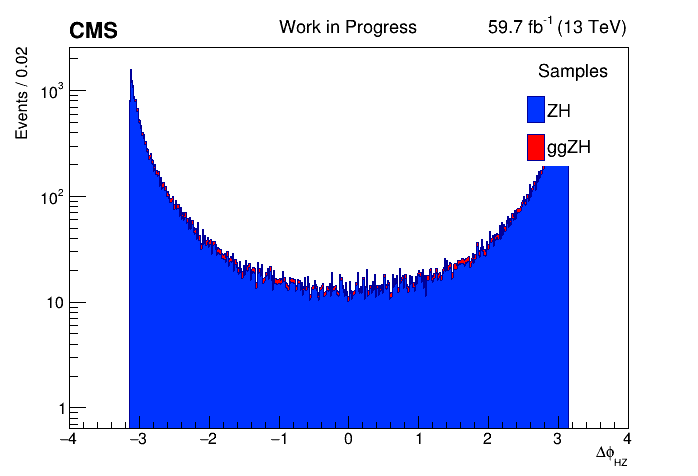 CMS Work in Progress 59.7 fb⁻¹ (13 TeV)
Events / 0.02
Samples
ZH
ggZH
10³
10²
10
1
−4 −3 −2 −1 0 1 2 3 4
Δϕ_HZ